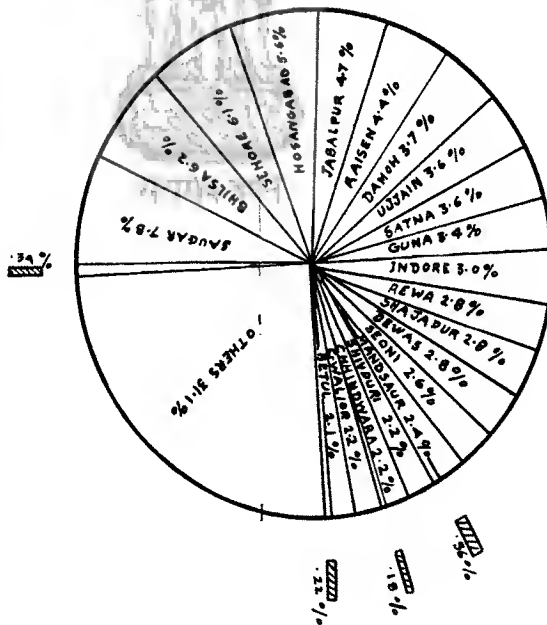 JABALPUR 4.7 %
RAISEN 4.4 %
DAMOH 3.7 %
UJJAIN 3.6 %
SATNA 3.6 %
GUNA 3.4 %
INDORE 3.0 %
REWA 2.8 %
SHAJAPUR 2.8 %
DEWAS 2.8 %
SEONI 2.6 %
MANDSAUR 2.4 %
SHIVPURI 2.2 %
CHHINDWARA 2.2 %
GWALIOR 2.2 %
BETUL 2.1 %
OTHERS 31.1 %
SAUGAR 7.8 %
BHILSA 6.2 %
SEHORE 6.1 %
HOSANGABAD 5.6 %
.39 %
.22 %
.18 %